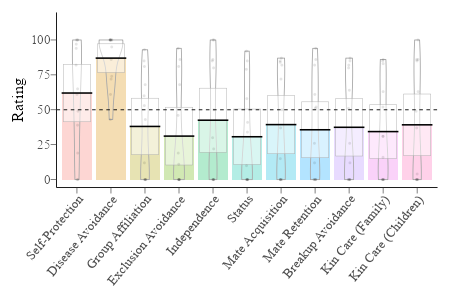 Rating
100
75
50
25
0
Self-Protection
Disease Avoidance
Group Affiliation
Exclusion Avoidance
Independence
Status
Mate Acquisition
Mate Retention
Breakup Avoidance
Kin Care (Family)
Kin Care (Children)